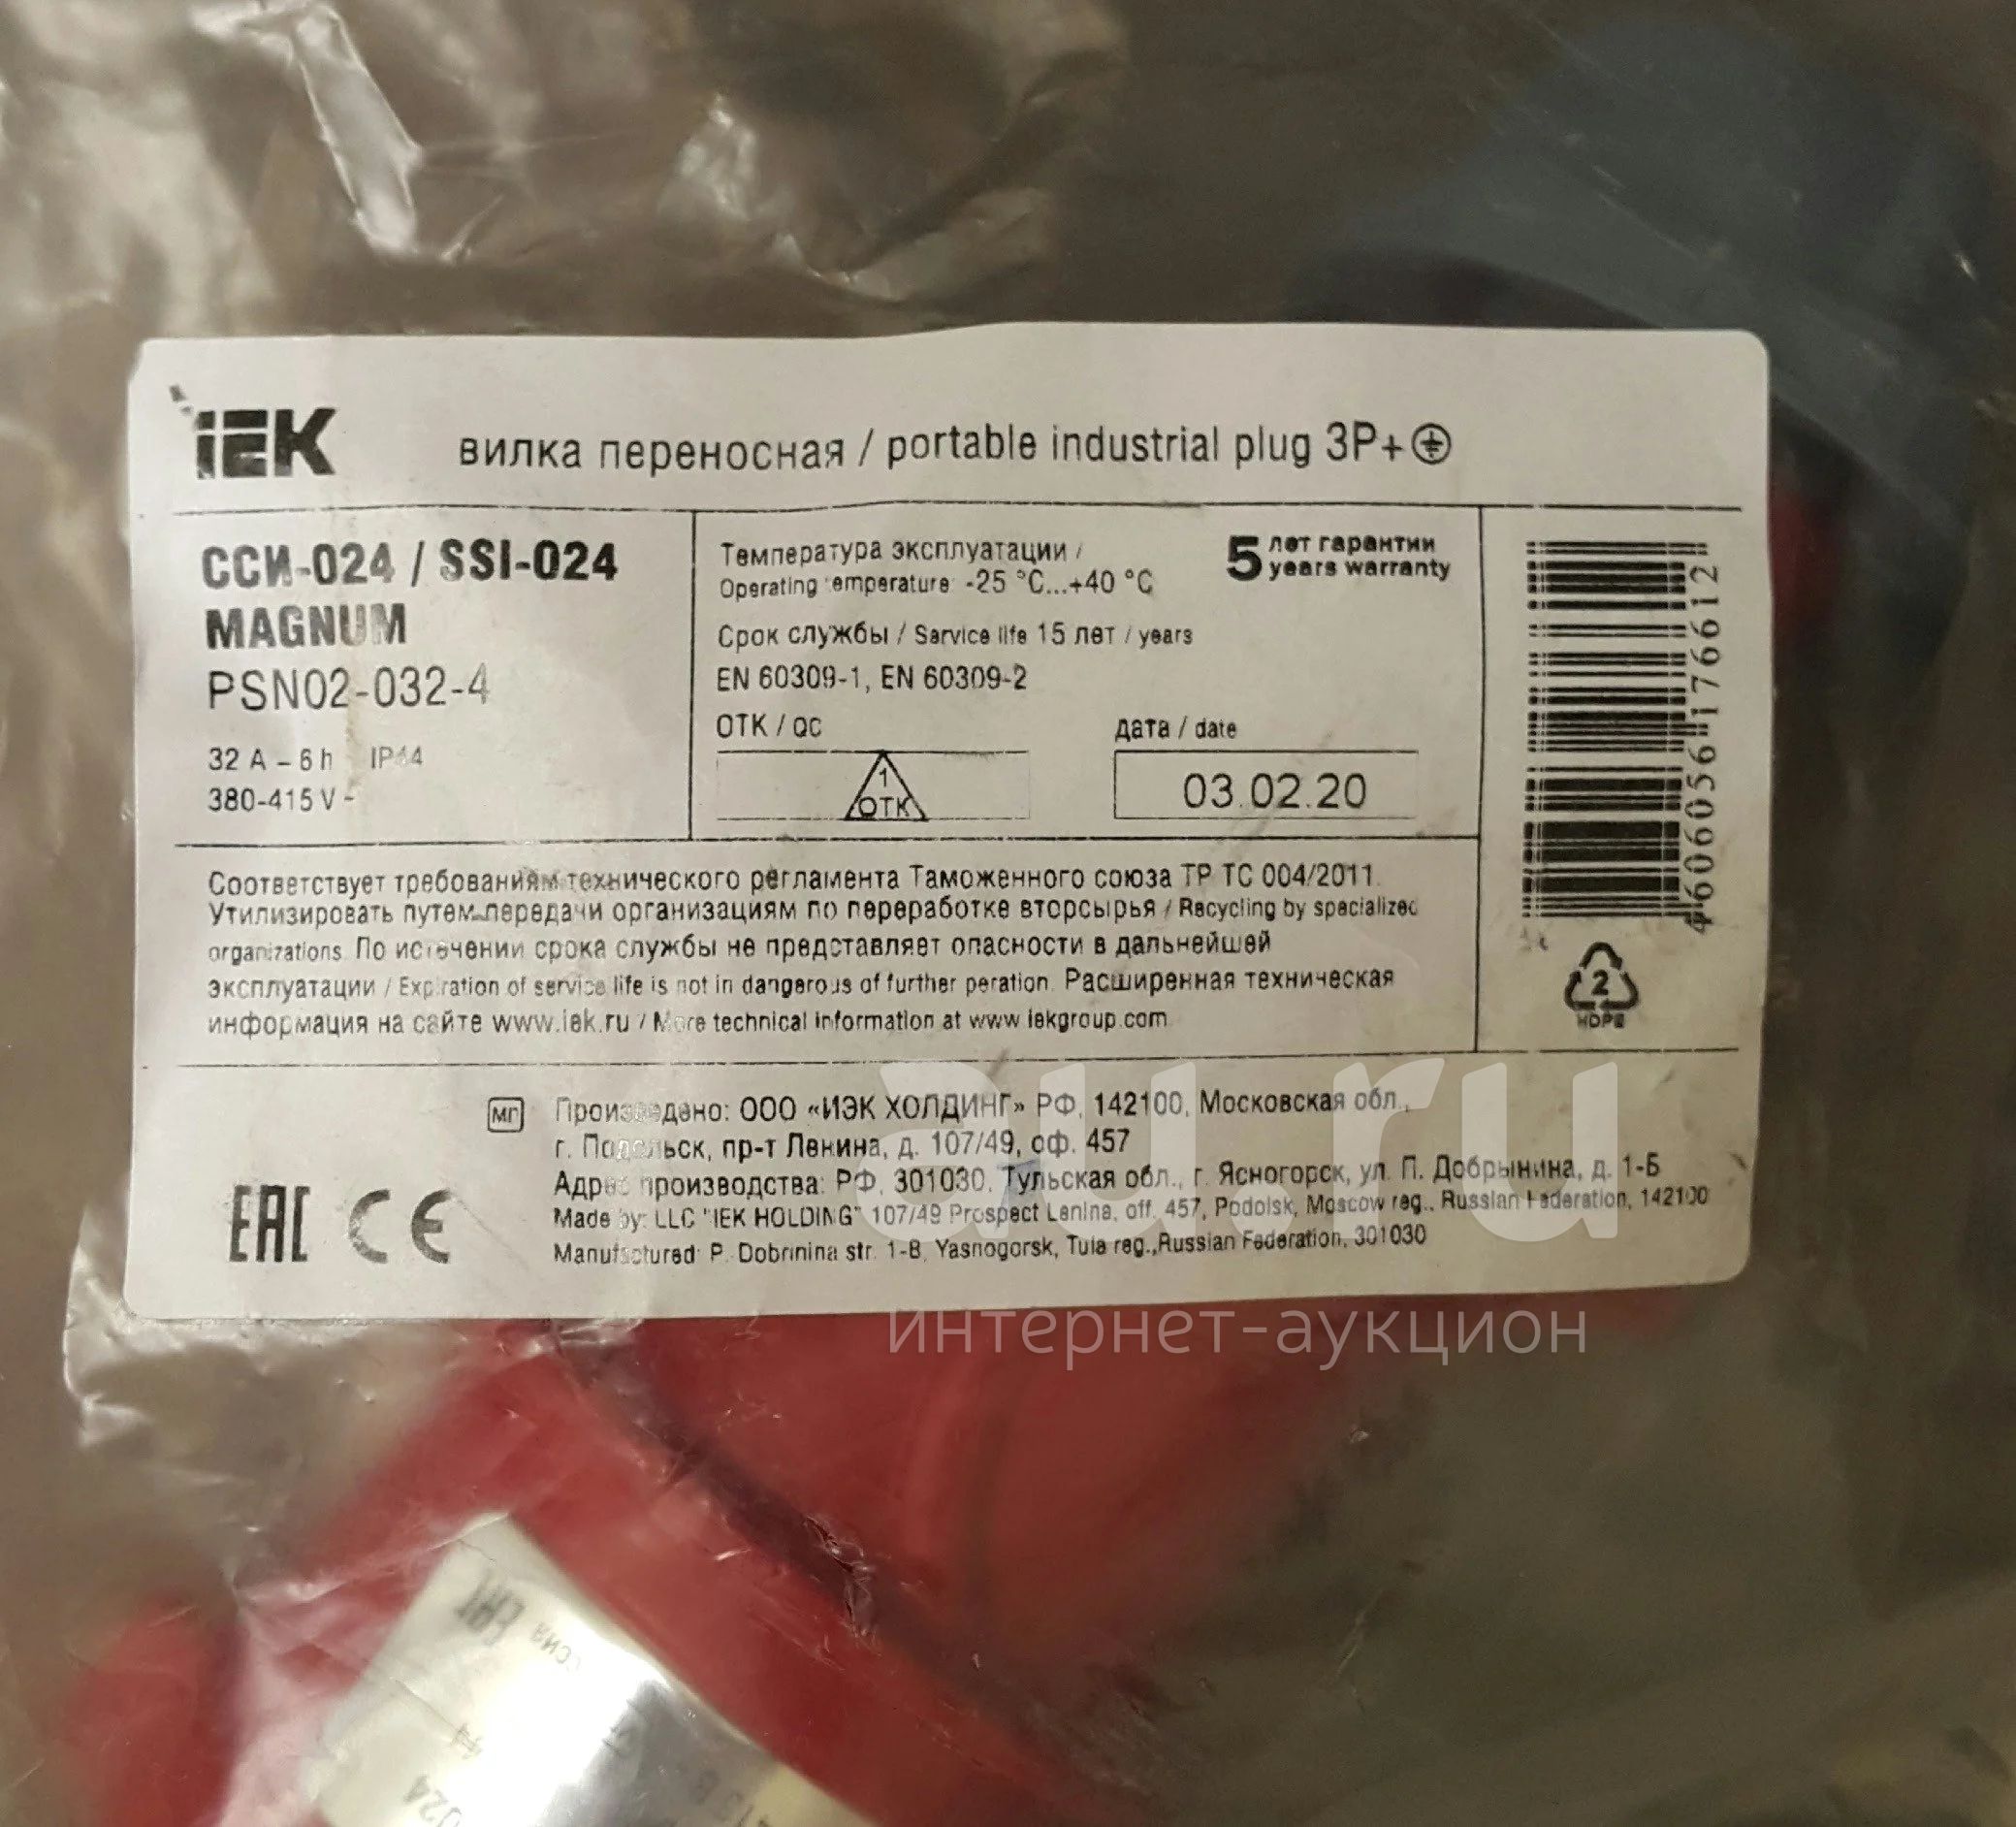 IEK
вилка переносная / portable industrial plug 3P+
ССИ-024 / SSI-024
MAGNUM
PSN02-032-4
32 A – 6 h IP44
380-415 V ~
Температура эксплуатации /
Operating temperature -25 °C...+40 °C
5 лет гарантии
years warranty
Срок службы / Service life 15 лет / years
EN 60309-1, EN 60309-2
ОТК / QC
дата / date
1
ОТК
03.02.20
4606056176612
Соответствует требованиям технического регламента Таможенного союза ТР ТС 004/2011.
Утилизировать путем передачи организациям по переработке вторсырья / Recycling by specialized
organizations. По истечении срока службы не представляет опасности в дальнейшей
эксплуатации / Expiration of service life is not in dangerous of further peration. Расширенная техническая
информация на сайте www.iek.ru / More technical information at www.iekgroup.com
2
HDPE
МГ
Произведено: ООО «ИЭК ХОЛДИНГ» РФ, 142100, Московская обл.,
г. Подольск, пр-т Ленина, д. 107/49, оф. 457
Адрес производства: РФ, 301030, Тульская обл., г. Ясногорск, ул. П. Добрынина, д. 1-Б
Made by: LLC "IEK HOLDING" 107/49 Prospect Lenina, off. 457, Podolsk, Moscow reg., Russian Federation, 142100
Manufactured: P. Dobrinina str. 1-B, Yasnogorsk, Tula reg.,Russian Federation, 301030
EAC CE
au.ru
интернет-аукцион
EAC
024